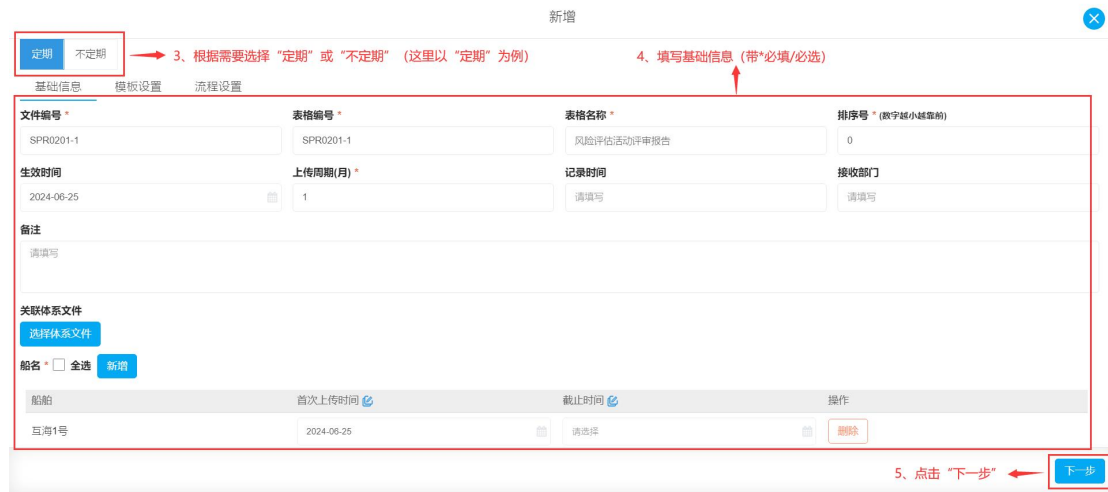 新增
定期 不定期 3、根据需要选择“定期”或“不定期”（这里以“定期”为例） 4、填写基础信息（带*必填/必选）
基础信息 模板设置 流程设置
文件编号 * 表格编号 * 表格名称 * 排序号 * (数字越小越靠前)
SPR0201-1 SPR0201-1 风险评估活动评审报告 0
生效时间 上传周期(月) * 记录时间 接收部门
2024-06-25 1 请填写 请填写
备注
请填写
关联体系文件
选择体系文件
船名 * 全选 新增
船舶 首次上传时间 截止时间 操作
互海1号 2024-06-25 请选择 删除
5、点击“下一步” 下一步